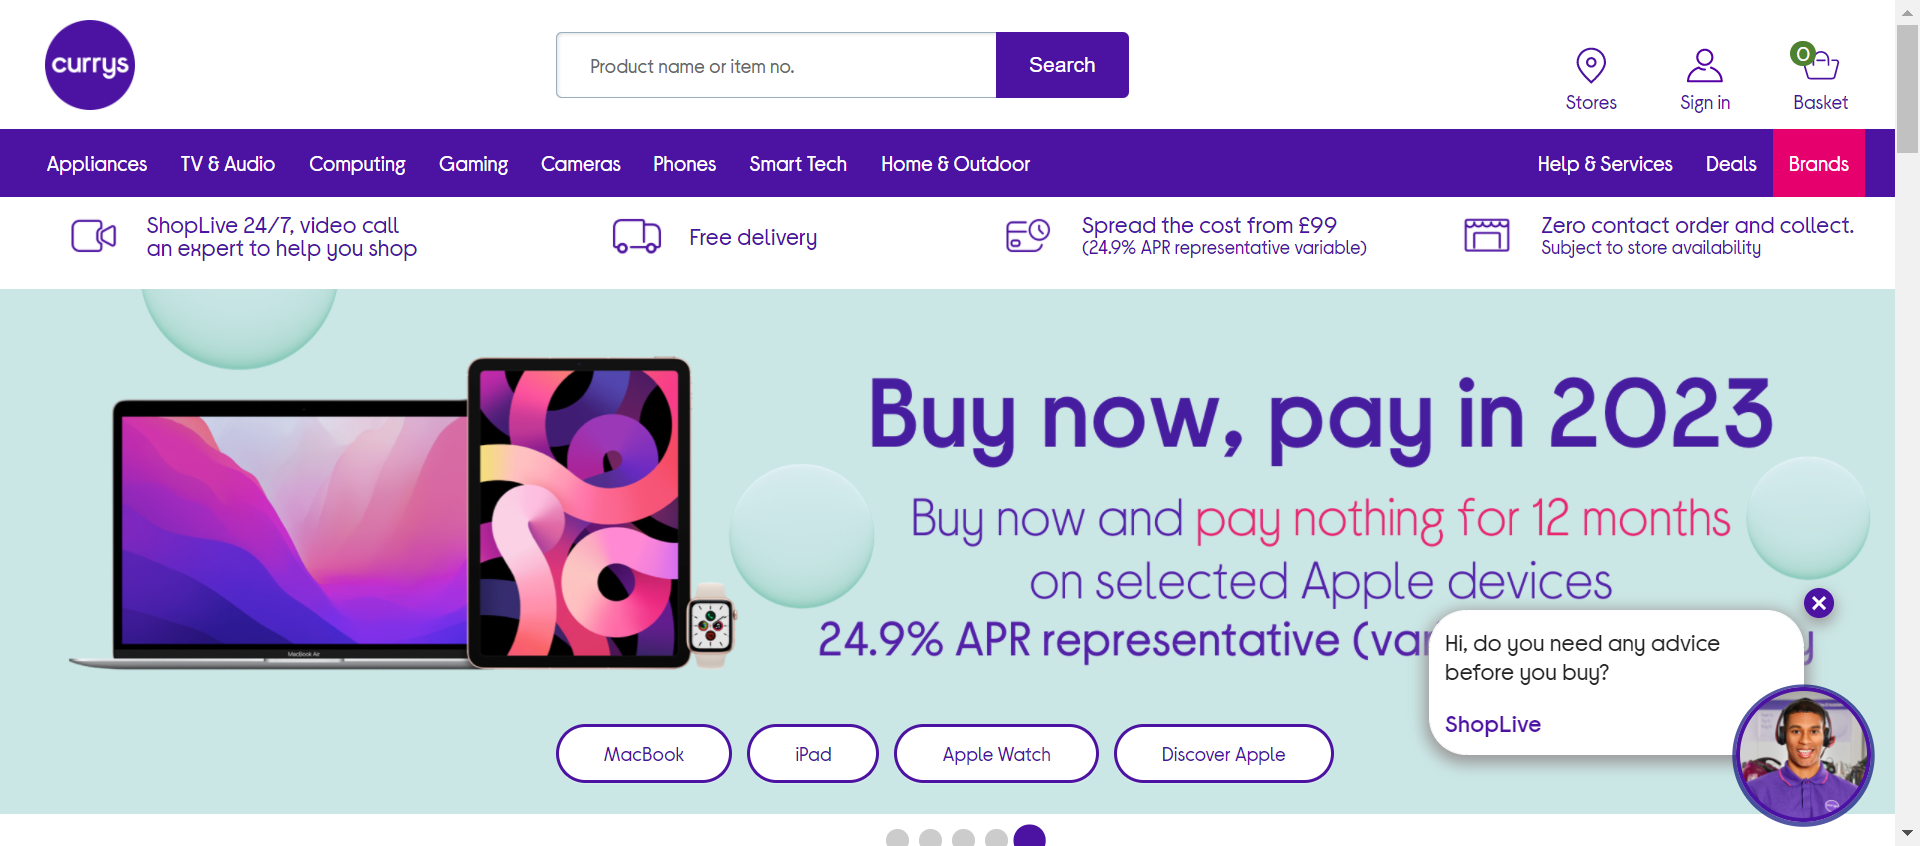 currys
Product name or item no.
Search
Stores
Sign in
0
Basket
Appliances
TV & Audio
Computing
Gaming
Cameras
Phones
Smart Tech
Home & Outdoor
Help & Services
Deals
Brands
ShopLive 24/7, video call
an expert to help you shop
Free delivery
Spread the cost from £99
(24.9% APR representative variable)
Zero contact order and collect.
Subject to store availability
Buy now, pay in 2023
Buy now and pay nothing for 12 months
on selected Apple devices
24.9% APR representative
MacBook Air
Hi, do you need any advice
before you buy?
ShopLive
MacBook
iPad
Apple Watch
Discover Apple